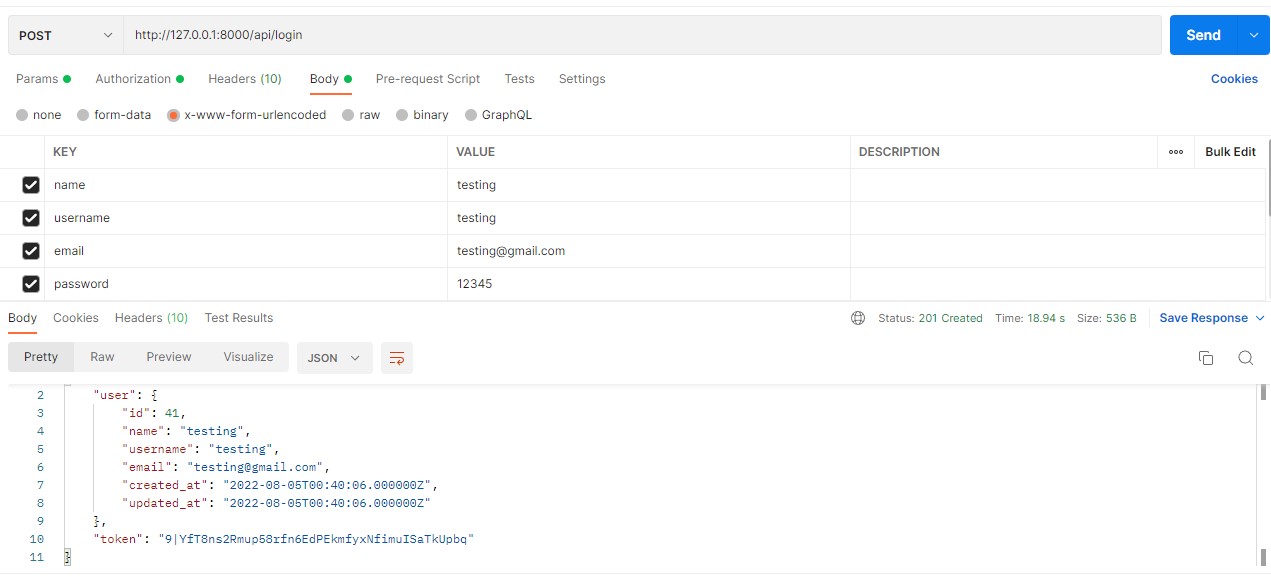 POST http://127.0.0.1:8000/api/login Send
Params Authorization Headers (10) Body Pre-request Script Tests Settings Cookies
none form-data x-www-form-urlencoded raw binary GraphQL
KEY VALUE DESCRIPTION ooo Bulk Edit
name testing
username testing
email testing@gmail.com
password 12345
Body Cookies Headers (10) Test Results Status: 201 Created Time: 18.94 s Size: 536 B Save Response
Pretty Raw Preview Visualize JSON
2 "user": {
3 "id": 41,
4 "name": "testing",
5 "username": "testing",
6 "email": "testing@gmail.com",
7 "created_at": "2022-08-05T00:40:06.000000Z",
8 "updated_at": "2022-08-05T00:40:06.000000Z"
9 },
10 "token": "9|YfT8ns2Rmup58rfn6EdPEkmfyxNfimuISaTkUpbq"
11 }